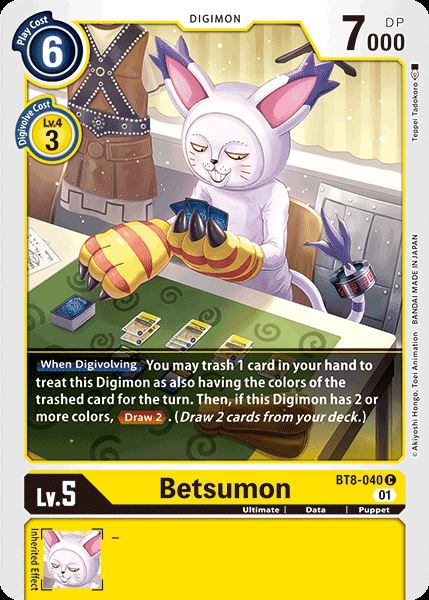 Play Cost
6
DIGIMON
DP
7000
Digivolve Cost
Lv.4
3
Teppei Tadokoro
©Akiyoshi Hongo, Toei Animation BANDAI MADE IN JAPAN
When Digivolving You may trash 1 card in your hand to
treat this Digimon as also having the colors of the
trashed card for the turn. Then, if this Digimon has 2 or
more colors, Draw 2. (Draw 2 cards from your deck.)
BT8-040 C
Lv.5
Betsumon
01
Ultimate | Data | Puppet
Inherited Effect
–